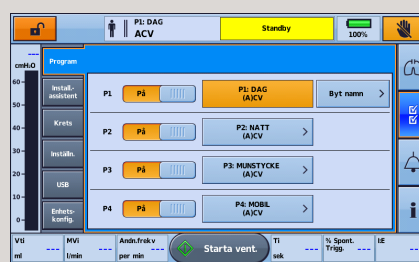 P1: DAG
ACV
Standby
100%
---
cmH₂O
60
50
40
30
20
10
0
Program
Install.-
assistent
Krets
Inställn.
USB
Enhets-
konfig.
P1 På P1: DAG
(A)CV
Byt namn
P2 På P2: NATT
(A)CV
P3 På P3: MUNSTYCKE
(A)CV
P4 På P4: MOBIL
(A)CV
Vti --- ml
MVi --- l/min
Andn.frekv --- per min
Starta vent.
Ti --- sek
% Spont. Trigg. ---
I:E ---